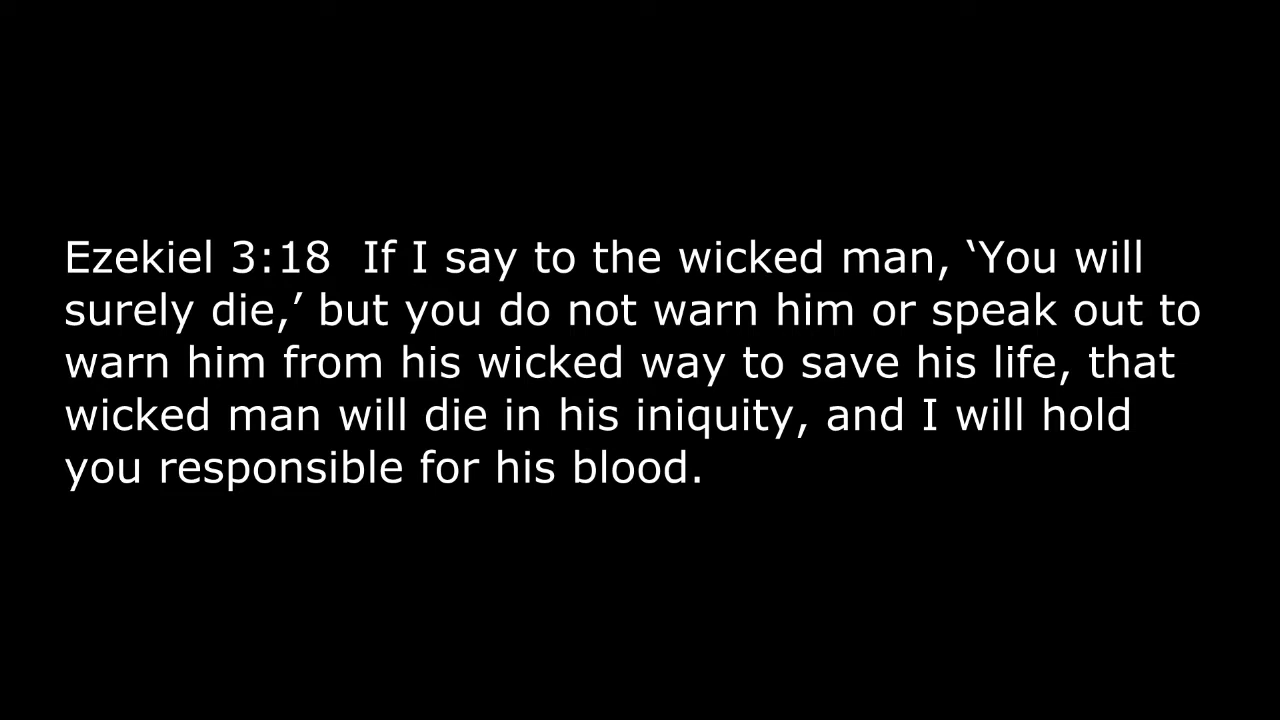 Ezekiel 3:18  If I say to the wicked man, ‘You will
surely die,’ but you do not warn him or speak out to
warn him from his wicked way to save his life, that
wicked man will die in his iniquity, and I will hold
you responsible for his blood.